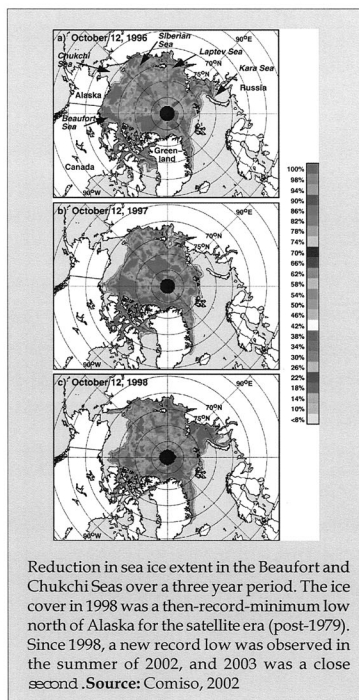 a) October 12, 1996
Siberian
Sea
90°E
Chukchi
Sea
Laptev Sea
70°N
75°N
Kara Sea
Russia
Alaska
Beaufort
Sea
Green-
land
Canada
90°W
b) October 12, 1997
90°E
70°N
75°N
90°W
c) October 12, 1998
90°E
70°N
75°N
90°W
100%
98%
94%
90%
86%
82%
78%
74%
70%
66%
62%
58%
54%
50%
46%
42%
38%
34%
30%
26%
22%
18%
14%
10%
<8%
Reduction in sea ice extent in the Beaufort and
Chukchi Seas over a three year period. The ice
cover in 1998 was a then-record-minimum low
north of Alaska for the satellite era (post-1979).
Since 1998, a new record low was observed in
the summer of 2002, and 2003 was a close
second .Source: Comiso, 2002